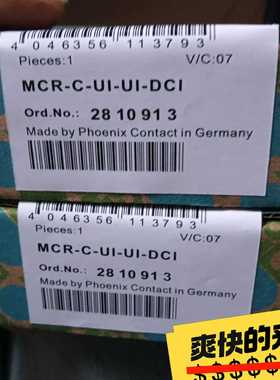 4 046356 113793
Pieces:1
V/C:07
MCR-C-UI-UI-DCI
Ord.No.: 28 10 91 3
Made by Phoenix Contact in Germany
4 046356 113793
Pieces:1
V/C:07
MCR-C-UI-UI-DCI
Ord.No.: 28 10 91 3
Made by Phoenix Contact in Germany
爽快的
$$$$$